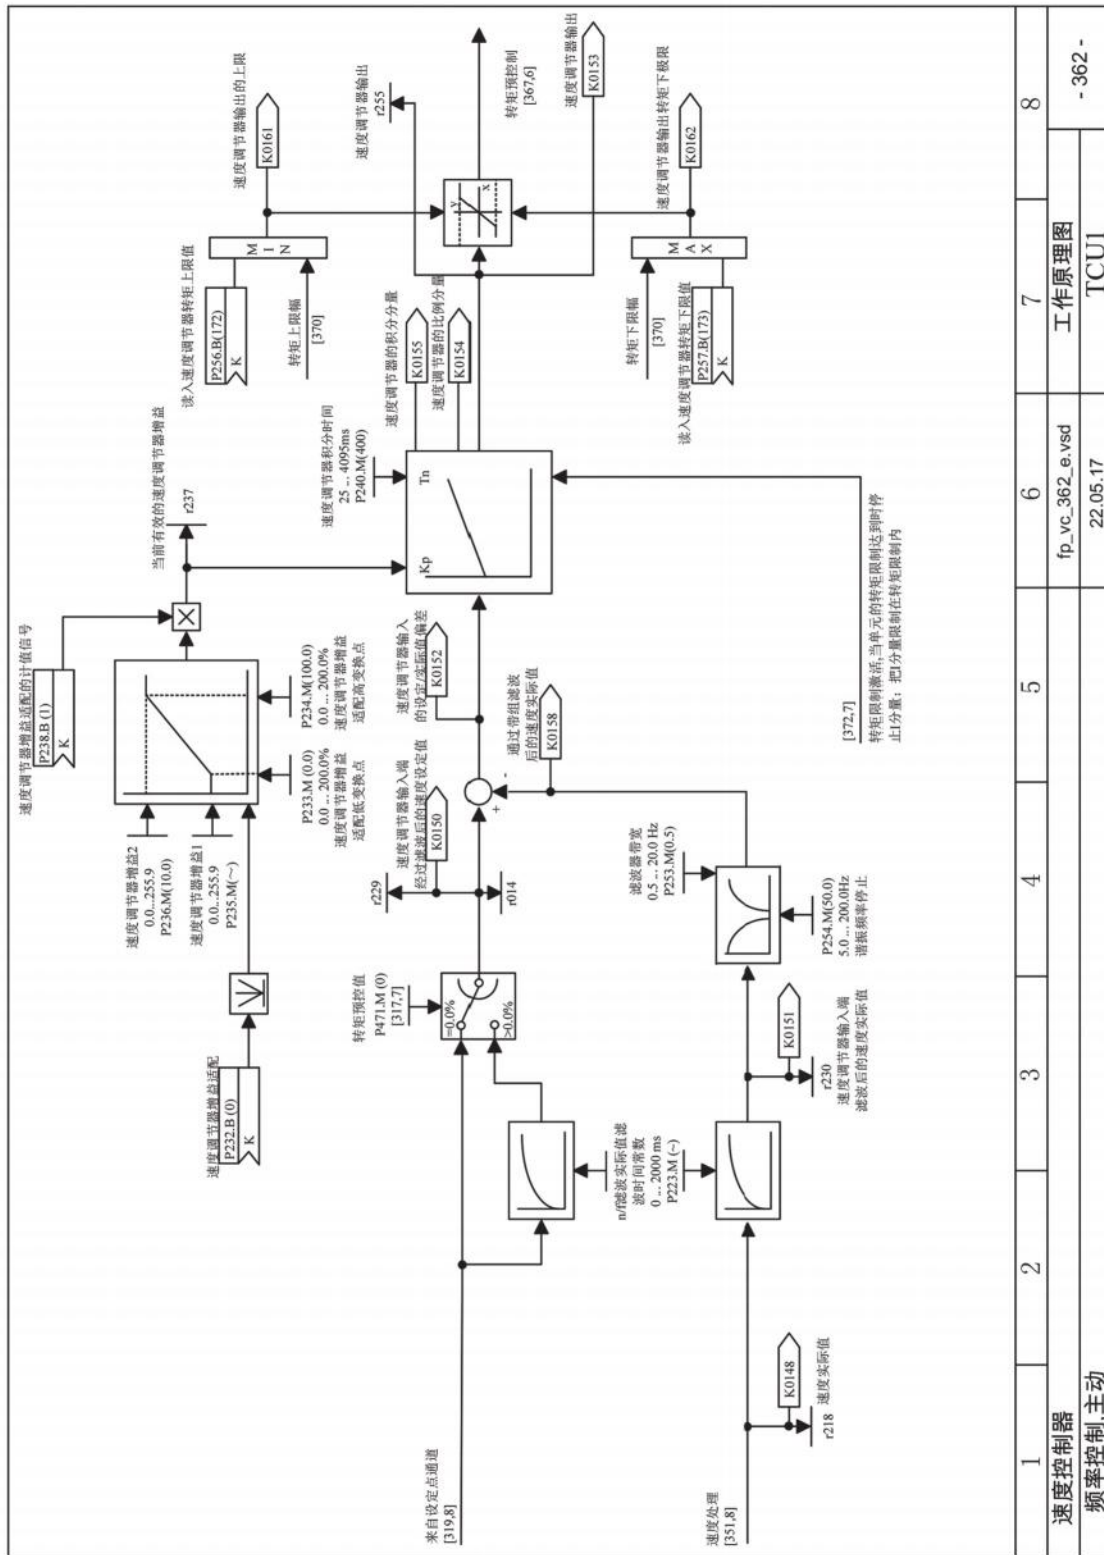 速度调节器增益适配的计值信号
P238.B (1)
K
当前有效的速度调节器增益
r237
读入速度调节器转矩上限值
P256.B(172)
K
转矩上限幅
[370]
M
I
N
速度调节器输出的上限
K0161
速度调节器增益2
0.0...255.9
P236.M(10.0)
速度调节器增益1
0.0...255.9
P235.M(~)
速度调节器增益适配
P232.B (0)
K
P233.M (0.0)
0.0 ... 200.0%
速度调节器增益
适配低变换点
P234.M(100.0)
0.0 ... 200.0%
速度调节器增益
适配高变换点
速度调节器积分时间
25 ... 4095ms
P240.M(400)
Kp
Tn
速度调节器的积分分量
K0155
速度调节器的比例分量
K0154
速度调节器输出
r255
y
x
转矩预控制
[367,6]
速度调节器输出
K0153
来自设定点通道
[319,8]
转矩预控值
P471.M (0)
[317,7]
=0.0%
>0.0%
r229
速度调节器输入端
经过滤波后的速度设定值
K0150
r014
+
-
速度调节器输入
的设定/实际值偏差
K0152
通过带组滤波
后的速度实际值
K0158
n/f滤波实际值滤
波时间常数
0 ... 2000 ms
P223.M (~)
滤波器带宽
0.5 ... 20.0 Hz
P253.M(0.5)
P254.M(50.0)
5.0 ... 200.0Hz
谐振频率停止
转矩下限幅
[370]
读入速度调节器转矩下限值
P257.B(173)
K
M
A
X
速度调节器输出转矩下极限
K0162
速度处理
[351,8]
r218
速度实际值
K0148
r230
速度调节器输入端
滤波后的速度实际值
K0151
[372,7]
转矩限制激活,当单元的转矩限制达到时停
止I分量：把I分量限制在转矩限制内
1
2
3
4
5
6
7
8
速度控制器
fp_vc_362_e.vsd
工作原理图
- 362 -
频率控制,主动
22.05.17
TCU1